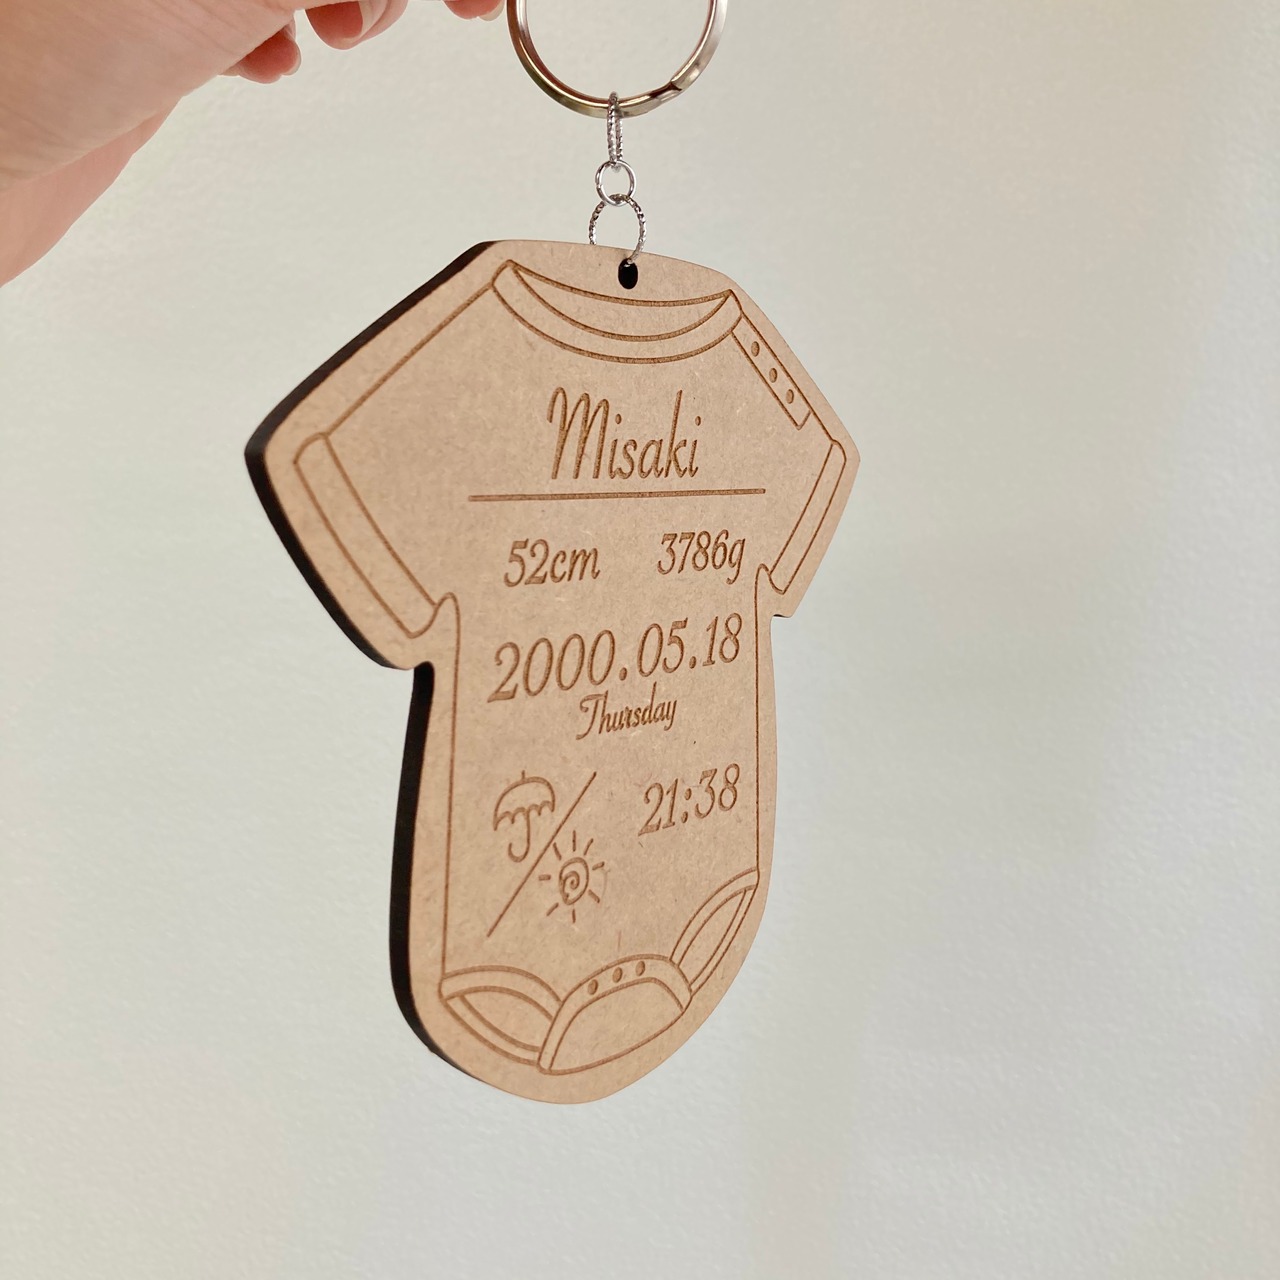 Misaki
52cm 3786g
2000.05.18
Thursday
21:38